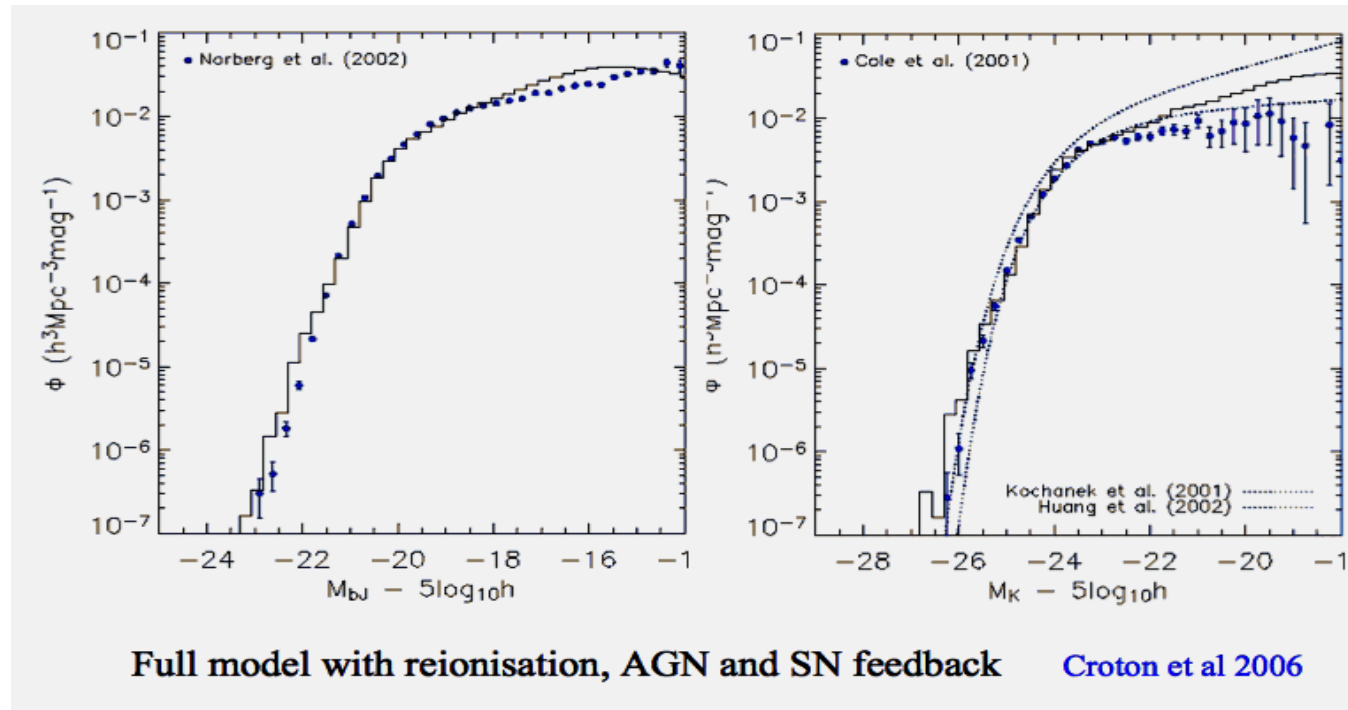 Norberg et al. (2002)
10⁻¹
10⁻²
10⁻³
10⁻⁴
10⁻⁵
10⁻⁶
10⁻⁷
Φ (h³Mpc⁻³mag⁻¹)
−24 −22 −20 −18 −16 −1
M_bJ − 5log₁₀h
Cole et al. (2001)
10⁻¹
10⁻²
10⁻³
10⁻⁴
10⁻⁵
10⁻⁶
10⁻⁷
Kochanek et al. (2001)
Huang et al. (2002)
−28 −26 −24 −22 −20 −1
M_K − 5log₁₀h
Full model with reionisation, AGN and SN feedback Croton et al 2006